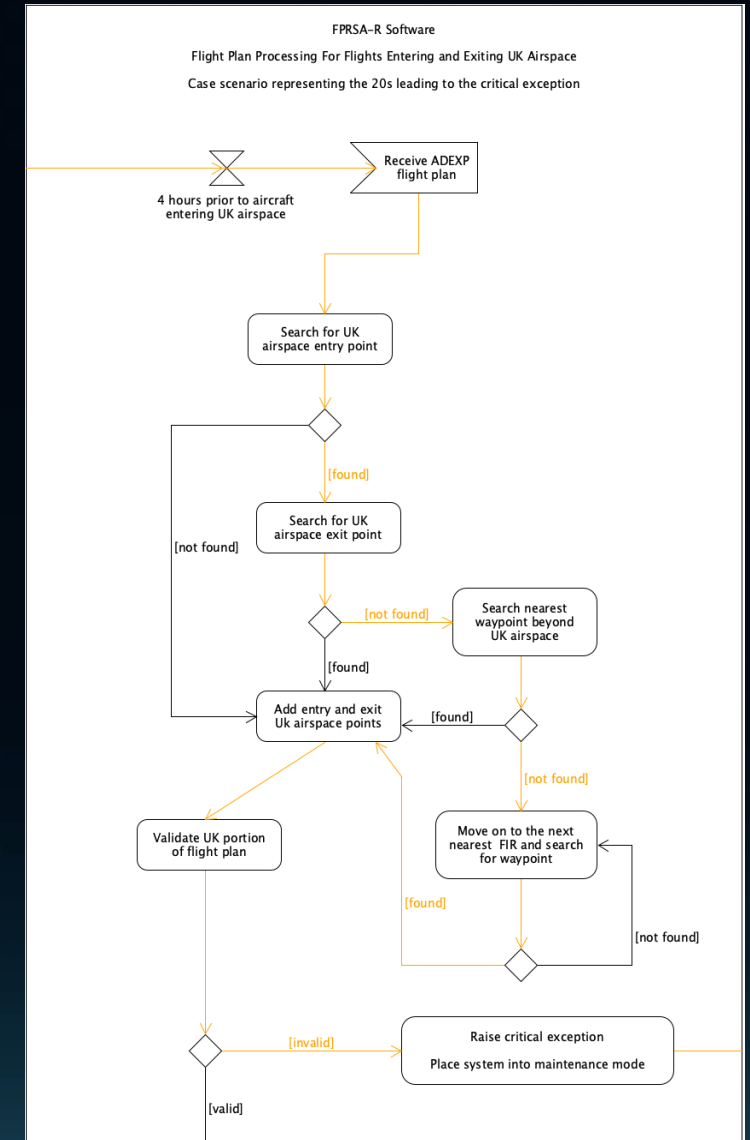 FPRSA-R Software
Flight Plan Processing For Flights Entering and Exiting UK Airspace
Case scenario representing the 20s leading to the critical exception
Receive ADEXP
flight plan
4 hours prior to aircraft
entering UK airspace
Search for UK
airspace entry point
[found]
Search for UK
airspace exit point
[not found]
[not found]
Search nearest
waypoint beyond
UK airspace
[found]
Add entry and exit
Uk airspace points
[found]
[not found]
Validate UK portion
of flight plan
Move on to the next
nearest FIR and search
for waypoint
[found]
[not found]
[invalid]
Raise critical exception
Place system into maintenance mode
[valid]